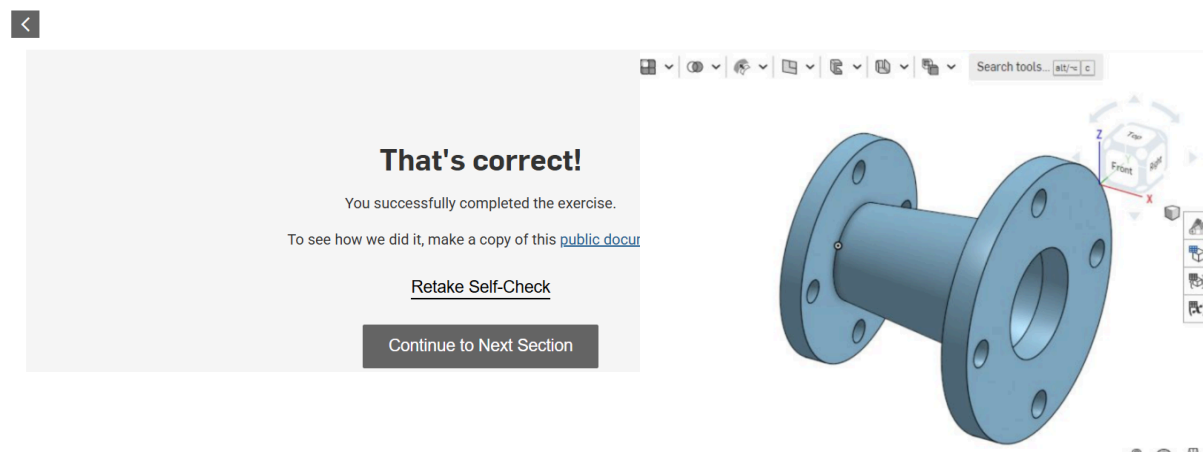 Search tools... alt/⌥ c
That's correct!
You successfully completed the exercise.
To see how we did it, make a copy of this public docur
Retake Self-Check
Continue to Next Section
Z
Top
Front
Right
X